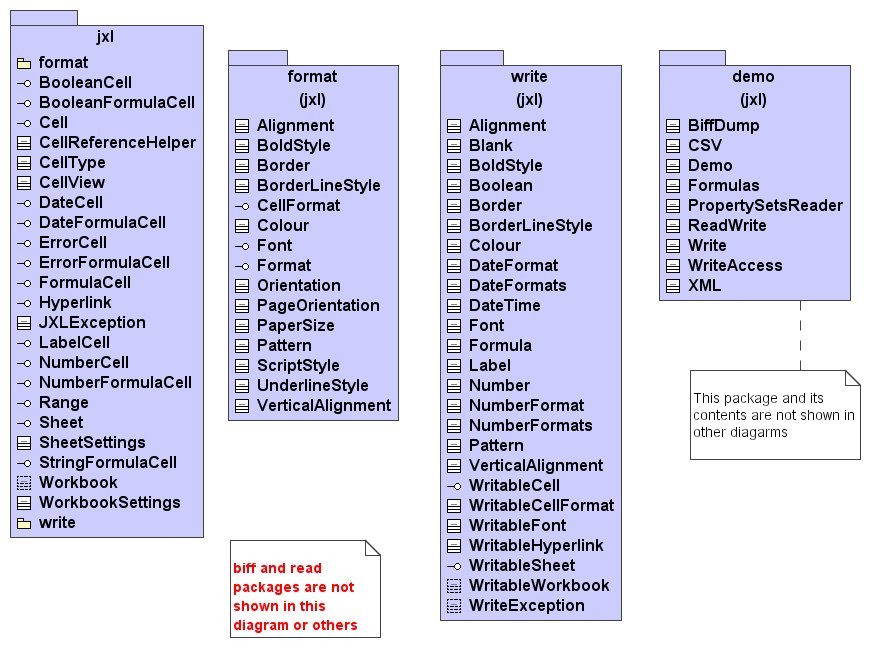 jxl
format
BooleanCell
BooleanFormulaCell
Cell
CellReferenceHelper
CellType
CellView
DateCell
DateFormulaCell
ErrorCell
ErrorFormulaCell
FormulaCell
Hyperlink
JXLException
LabelCell
NumberCell
NumberFormulaCell
Range
Sheet
SheetSettings
StringFormulaCell
Workbook
WorkbookSettings
write
format
(jxl)
Alignment
BoldStyle
Border
BorderLineStyle
CellFormat
Colour
Font
Format
Orientation
PageOrientation
PaperSize
Pattern
ScriptStyle
UnderlineStyle
VerticalAlignment
biff and read
packages are not
shown in this
diagram or others
write
(jxl)
Alignment
Blank
BoldStyle
Boolean
Border
BorderLineStyle
Colour
DateFormat
DateFormats
DateTime
Font
Formula
Label
Number
NumberFormat
NumberFormats
Pattern
VerticalAlignment
WritableCell
WritableCellFormat
WritableFont
WritableHyperlink
WritableSheet
WritableWorkbook
WriteException
demo
(jxl)
BiffDump
CSV
Demo
Formulas
PropertySetsReader
ReadWrite
Write
WriteAccess
XML
This package and its
contents are not shown in
other diagarms